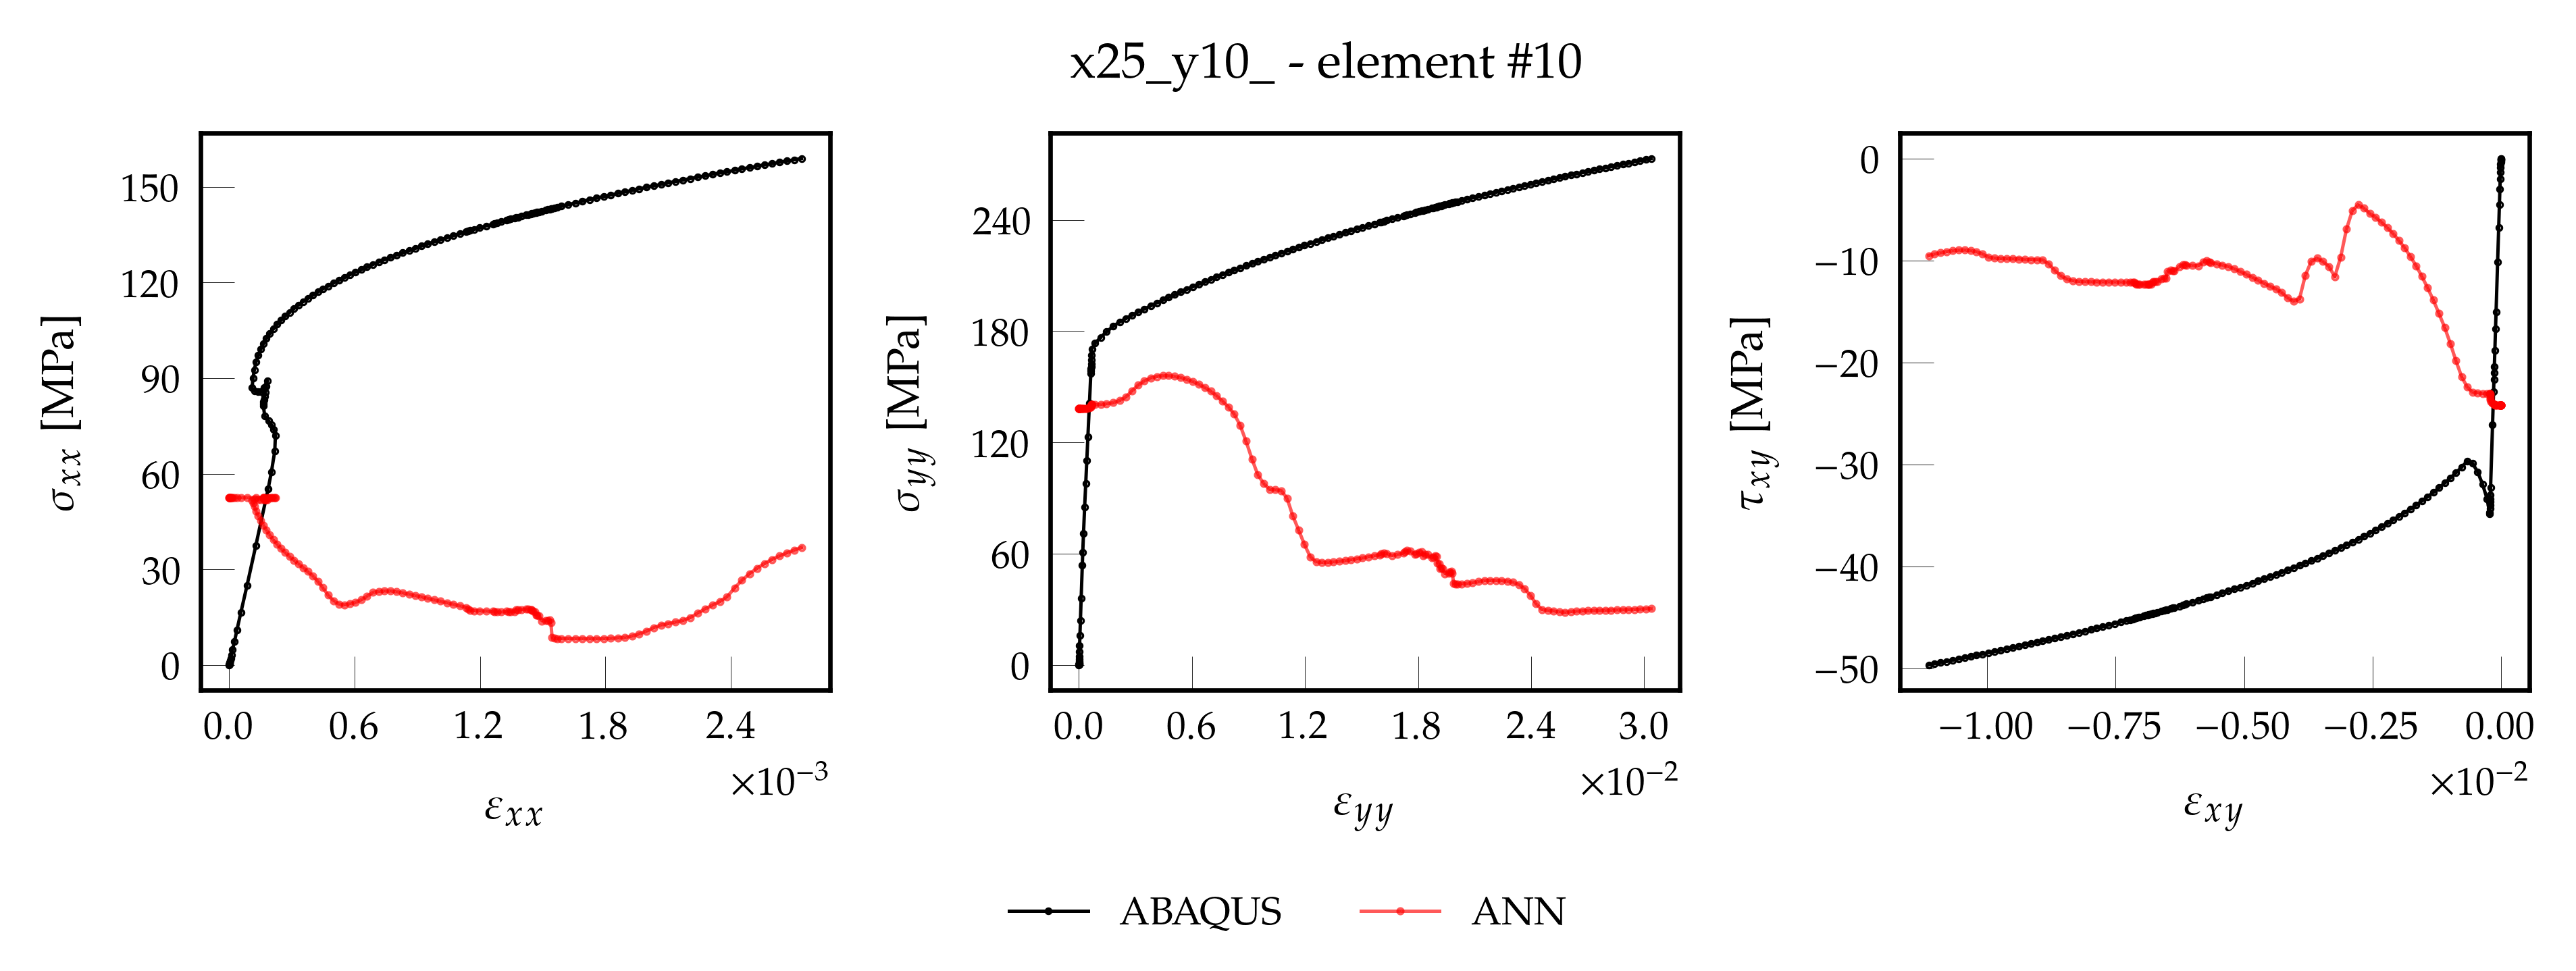 x25_y10_ - element #10
σxx [MPa]
150
120
90
60
30
0
0.0 0.6 1.2 1.8 2.4
×10−3
εxx
σyy [MPa]
240
180
120
60
0
0.0 0.6 1.2 1.8 2.4 3.0
×10−2
εyy
τxy [MPa]
0
−10
−20
−30
−40
−50
−1.00 −0.75 −0.50 −0.25 0.00
×10−2
εxy
ABAQUS ANN